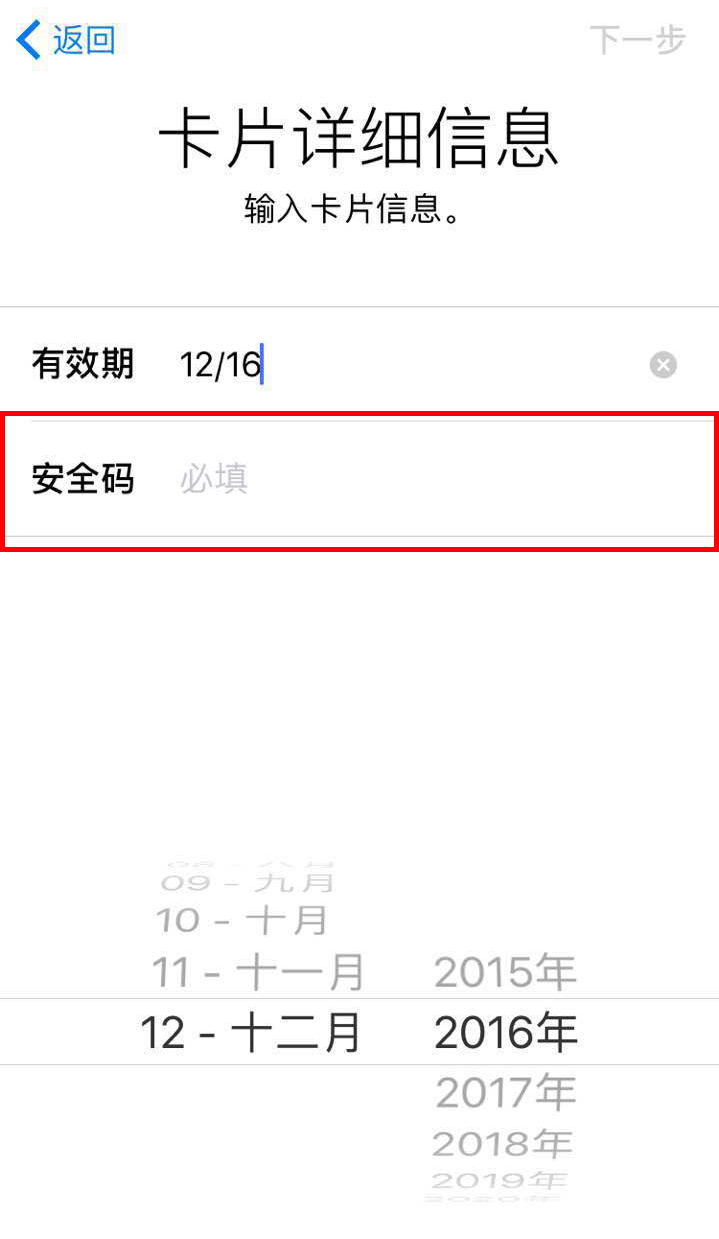 返回 下一步
卡片详细信息
输入卡片信息。
有效期 12/16
安全码 必填
09 - 九月
10 - 十月
11 - 十一月 2015年
12 - 十二月 2016年
2017年
2018年
2019年